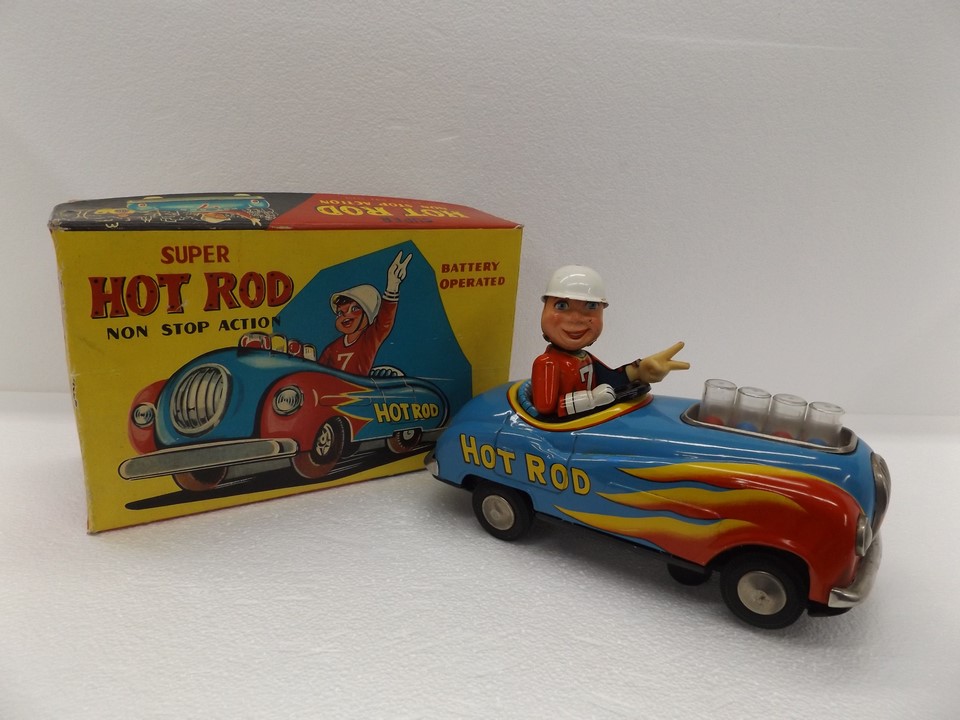 HOT ROD
NON STOP ACTION
SUPER
HOT ROD
NON STOP ACTION
BATTERY
OPERATED
7
HOT ROD
7
HOT ROD